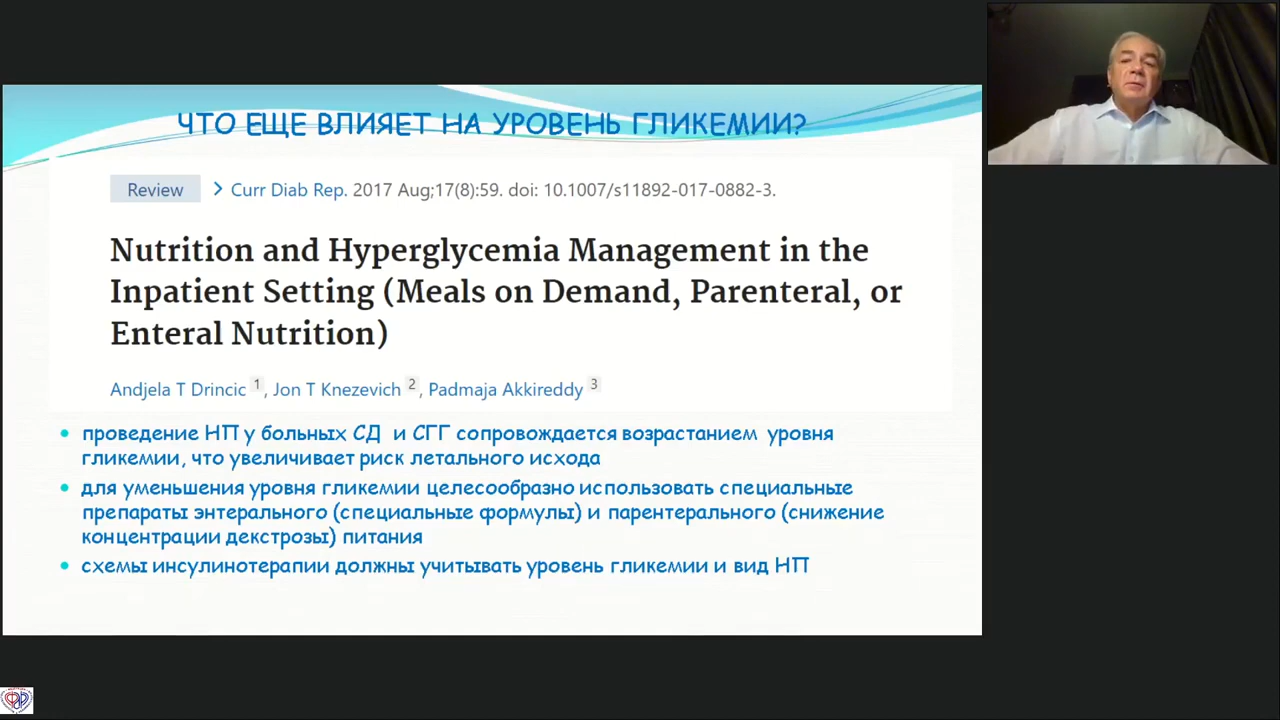 ЧТО ЕЩЕ ВЛИЯЕТ НА УРОВЕНЬ ГЛИКЕМИИ?
Review > Curr Diab Rep. 2017 Aug;17(8):59. doi: 10.1007/s11892-017-0882-3.
Nutrition and Hyperglycemia Management in the
Inpatient Setting (Meals on Demand, Parenteral, or
Enteral Nutrition)
Andjela T Drincic 1, Jon T Knezevich 2, Padmaja Akkireddy 3
• проведение НП у больных СД и СГГ сопровождается возрастанием уровня
гликемии, что увеличивает риск летального исхода
• для уменьшения уровня гликемии целесообразно использовать специальные
препараты энтерального (специальные формулы) и парентерального (снижение
концентрации декстрозы) питания
• схемы инсулинотерапии должны учитывать уровень гликемии и вид НП